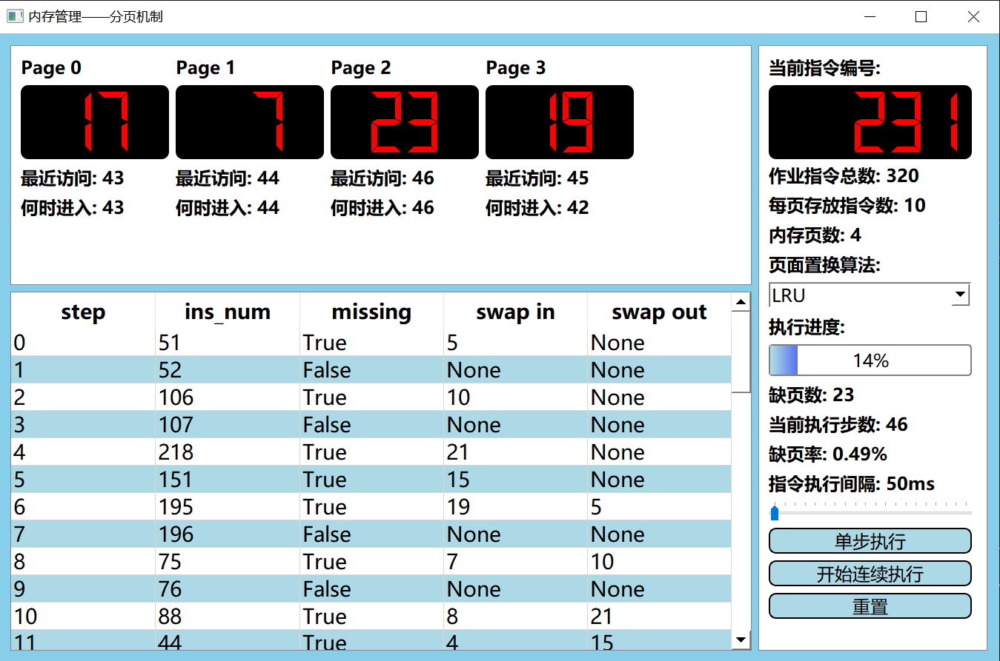 内存管理——分页机制
Page 0 Page 1 Page 2 Page 3
17 7 23 19
最近访问: 43 最近访问: 44 最近访问: 46 最近访问: 45
何时进入: 43 何时进入: 44 何时进入: 46 何时进入: 42
step ins_num missing swap in swap out
0 51 True 5 None
1 52 False None None
2 106 True 10 None
3 107 False None None
4 218 True 21 None
5 151 True 15 None
6 195 True 19 5
7 196 False None None
8 75 True 7 10
9 76 False None None
10 88 True 8 21
11 44 True 4 15
当前指令编号:
231
作业指令总数: 320
每页存放指令数: 10
内存页数: 4
页面置换算法:
LRU
执行进度:
14%
缺页数: 23
当前执行步数: 46
缺页率: 0.49%
指令执行间隔: 50ms
单步执行
开始连续执行
重置